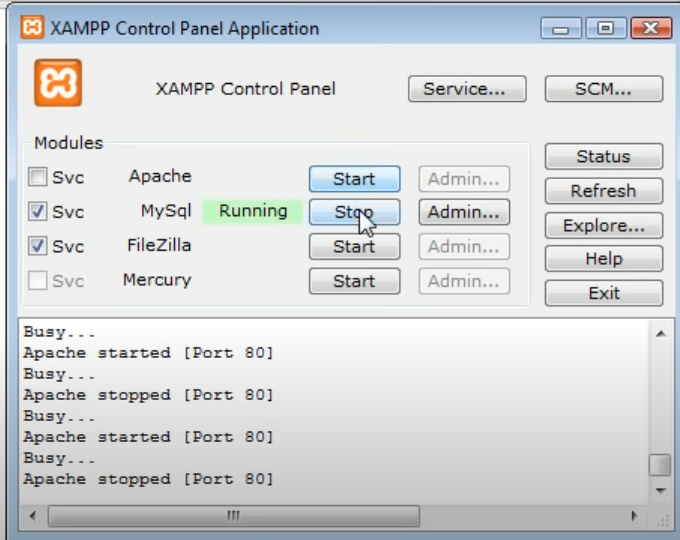 XAMPP Control Panel Application
XAMPP Control Panel Service... SCM...
Modules
Svc Apache Start Admin...
Svc MySql Running Stop Admin...
Svc FileZilla Start Admin...
Svc Mercury Start Admin...
Status
Refresh
Explore...
Help
Exit
Busy...
Apache started [Port 80]
Busy...
Apache stopped [Port 80]
Busy...
Apache started [Port 80]
Busy...
Apache stopped [Port 80]